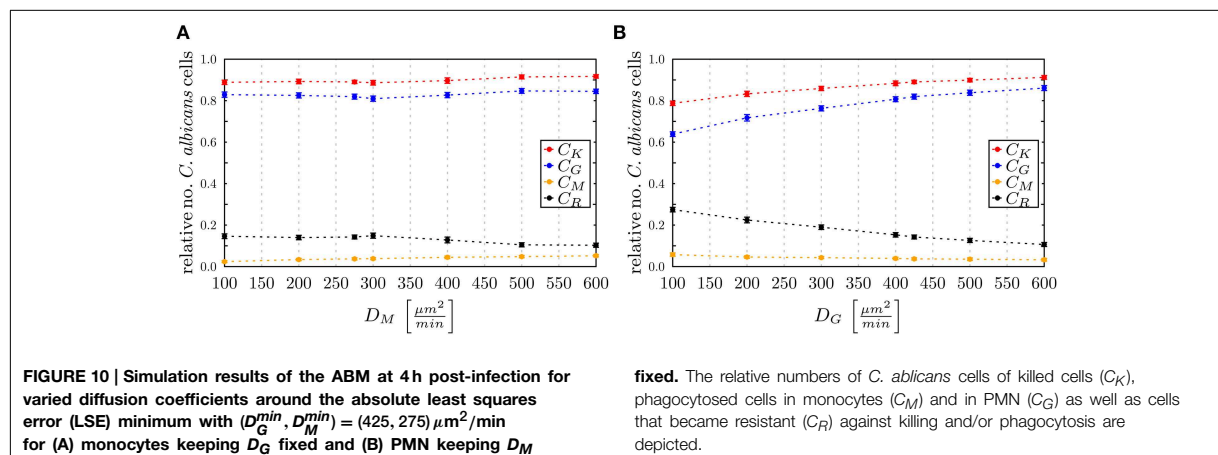 A
relative no. C. albicans cells
1.0
0.8
0.6
0.4
0.2
0.0
C_K
C_G
C_M
C_R
100 150 200 250 300 350 400 450 500 550 600
D_M [μm²/min]
B
relative no. C. albicans cells
1.0
0.8
0.6
0.4
0.2
0.0
C_K
C_G
C_M
C_R
100 150 200 250 300 350 400 450 500 550 600
D_G [μm²/min]
FIGURE 10 | Simulation results of the ABM at 4 h post-infection for
varied diffusion coefficients around the absolute least squares
error (LSE) minimum with (D_G^min, D_M^min) = (425, 275) μm²/min
for (A) monocytes keeping D_G fixed and (B) PMN keeping D_M
fixed. The relative numbers of C. ablicans cells of killed cells (C_K),
phagocytosed cells in monocytes (C_M) and in PMN (C_G) as well as cells
that became resistant (C_R) against killing and/or phagocytosis are
depicted.